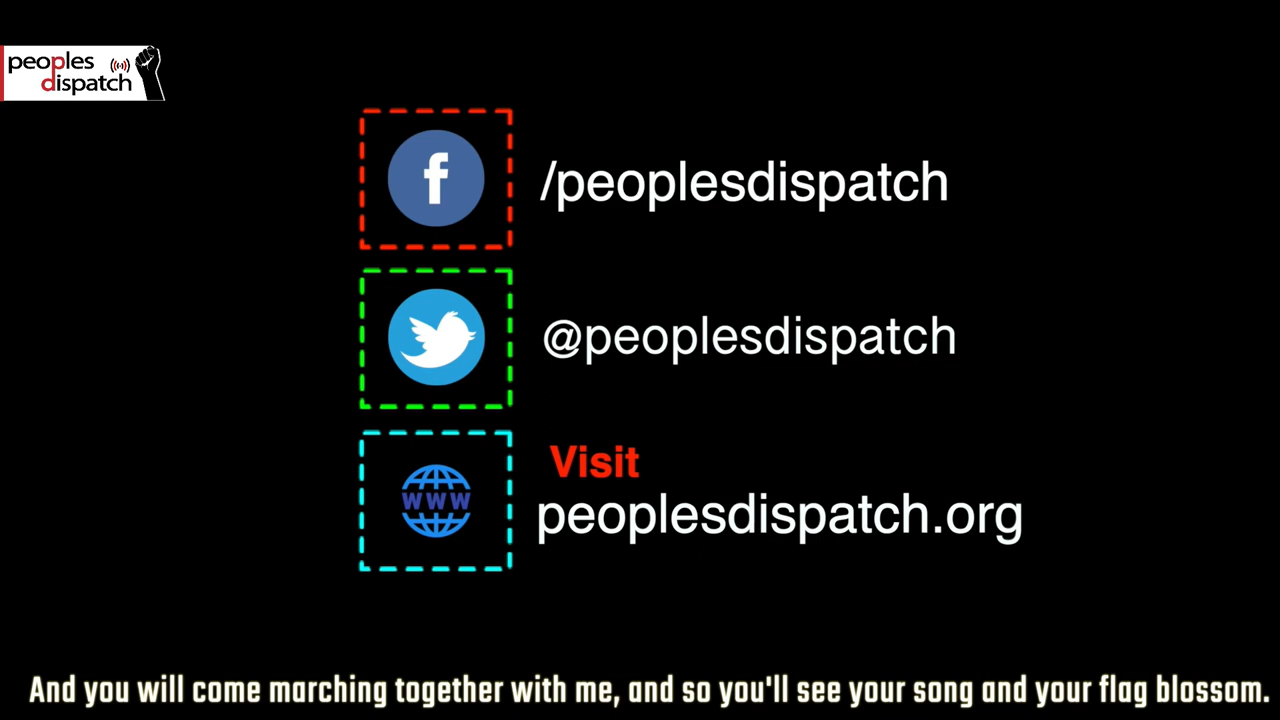 peoples
dispatch
f
/peoplesdispatch
@peoplesdispatch
WWW
Visit
peoplesdispatch.org
And you will come marching together with me, and so you'll see your song and your flag blossom.